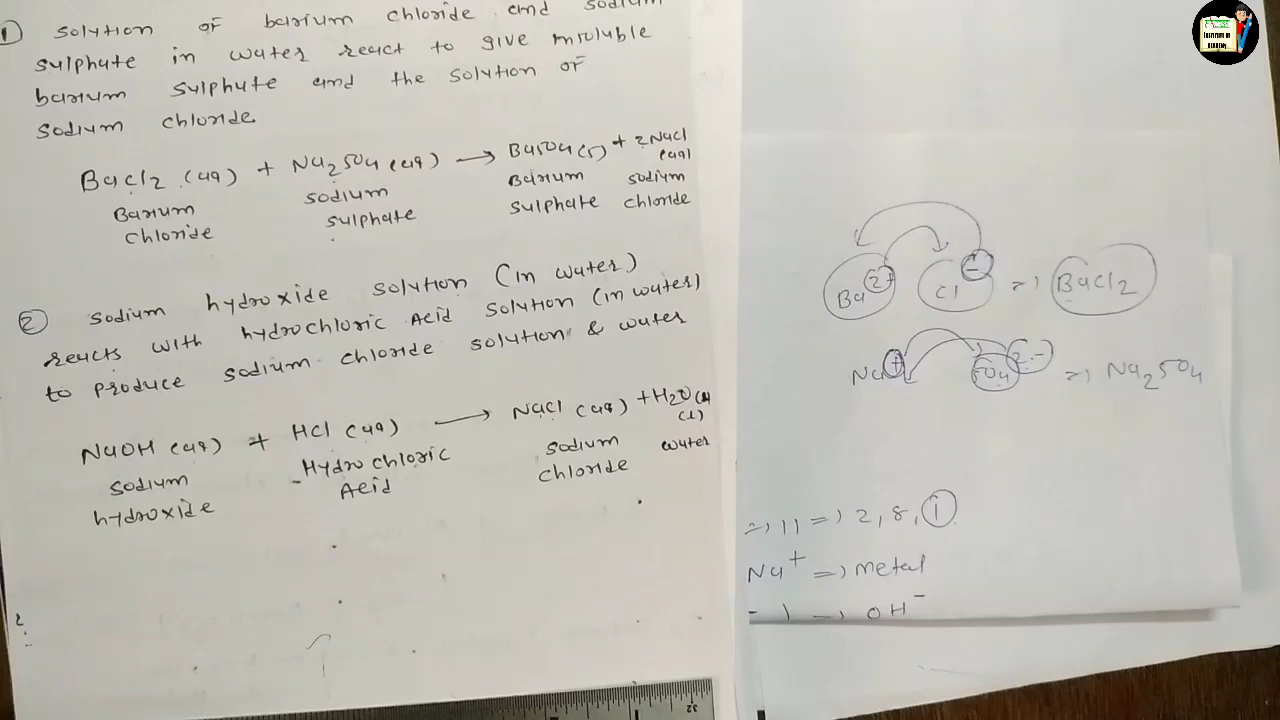 1 solution of barium chloride and sodium
sulphate in water react to give insoluble
barium sulphate and the solution of
sodium chloride.
BaCl2 (aq) + Na2SO4 (aq) → BaSO4(s) + 2NaCl
(aq)
Barium sodium Barium sodium
chloride sulphate sulphate chloride
2 sodium hydroxide solution (in water)
reacts with hydrochloric Acid solution (in water)
to produce sodium chloride solution & water
NaOH (aq) + HCl (aq) → NaCl (aq) + H2O
(l)
sodium Hydrochloric sodium water
hydroxide Acid chloride
Ba 2+ Cl - => BaCl2
Na + SO4 2- => Na2SO4
=> 11 => 2, 8, 1
Na+ => metal
OH-
32